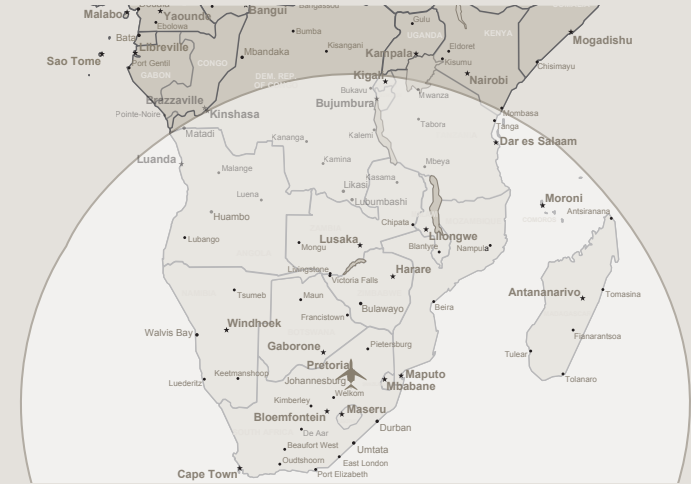 Malabo
Yaounde
Ebolowa
Bangui
Bangassou
Bumba
Gulu
UGANDA
KENYA
Mogadishu
Bata
Libreville
Sao Tome
Port Gentil
GABON
CONGO
Mbandaka
Kisangani
Kampala
Eldoret
Kisumu
Chisimayu
DEM. REP.
Kigali
Nairobi
Brazzaville
Pointe-Noire
Kinshasa
Bukavu
Bujumbura
Mwanza
Mombasa
Tanga
Matadi
Kananga
Kalemi
Tabora
Dar es Salaam
Luanda
Malange
Kamina
Mbeya
Kasama
Luena
Likasi
Lubumbashi
Moroni
Antsiranana
Huambo
Chipata
Lilongwe
Lubango
Mongu
Lusaka
Blantyre
Nampula
Livingstone
Victoria Falls
Harare
Tsumeb
Maun
Francistown
Bulawayo
Beira
Antananarivo
Tomasina
Walvis Bay
Windhoek
Gaborone
Pietersburg
Fianarantsoa
Tulear
Pretoria
Keetmanshoop
Luederitz
Johannesburg
Maputo
Mbabane
Tolanaro
Kimberley
Welkom
Bloemfontein
Maseru
De Aar
Durban
Beaufort West
Umtata
Oudtshoorn
East London
Cape Town
Port Elizabeth